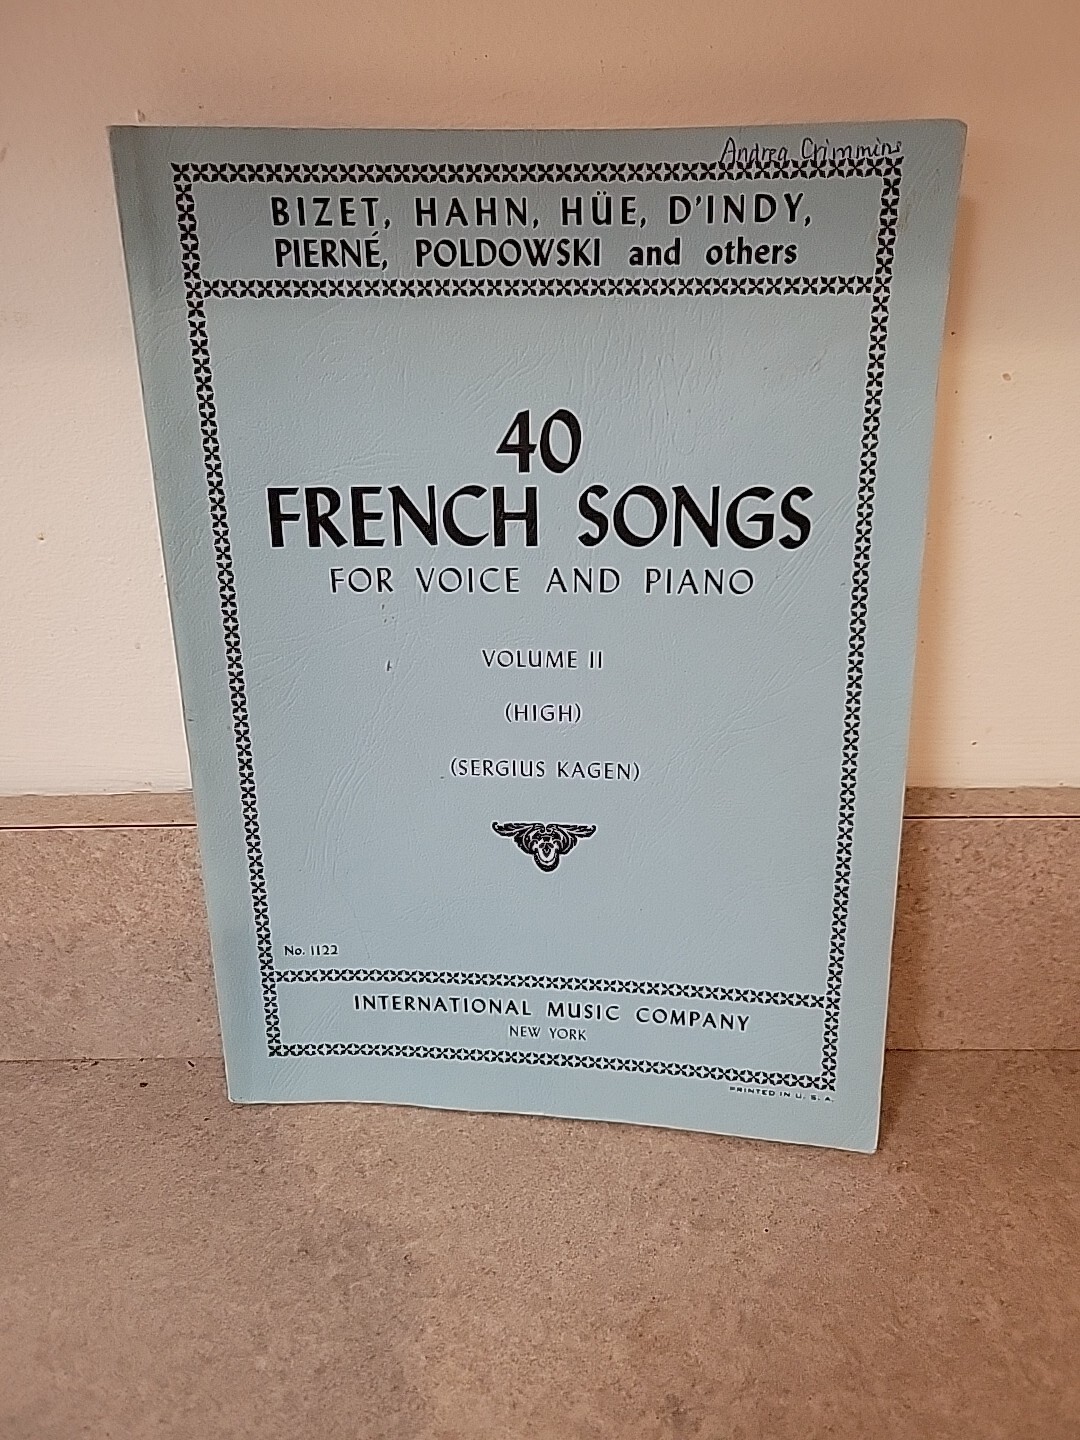 Andrea Crimmins
BIZET, HAHN, HÜE, D'INDY,
PIERNÉ, POLDOWSKI and others
40
FRENCH SONGS
FOR VOICE AND PIANO
VOLUME II
(HIGH)
(SERGIUS KAGEN)
No. 1122
INTERNATIONAL MUSIC COMPANY
NEW YORK
PRINTED IN U. S. A.